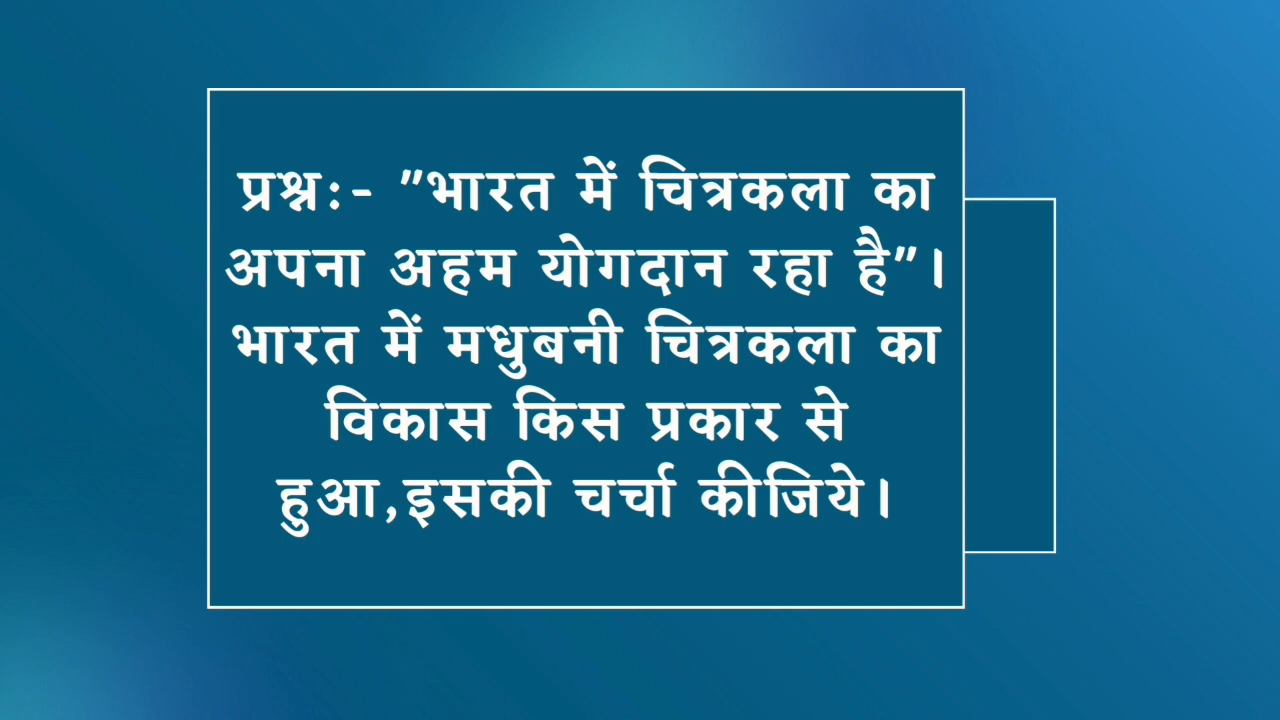 प्रश्न:- "भारत में चित्रकला का
अपना अहम योगदान रहा है"।
भारत में मधुबनी चित्रकला का
विकास किस प्रकार से
हुआ,इसकी चर्चा कीजिये।